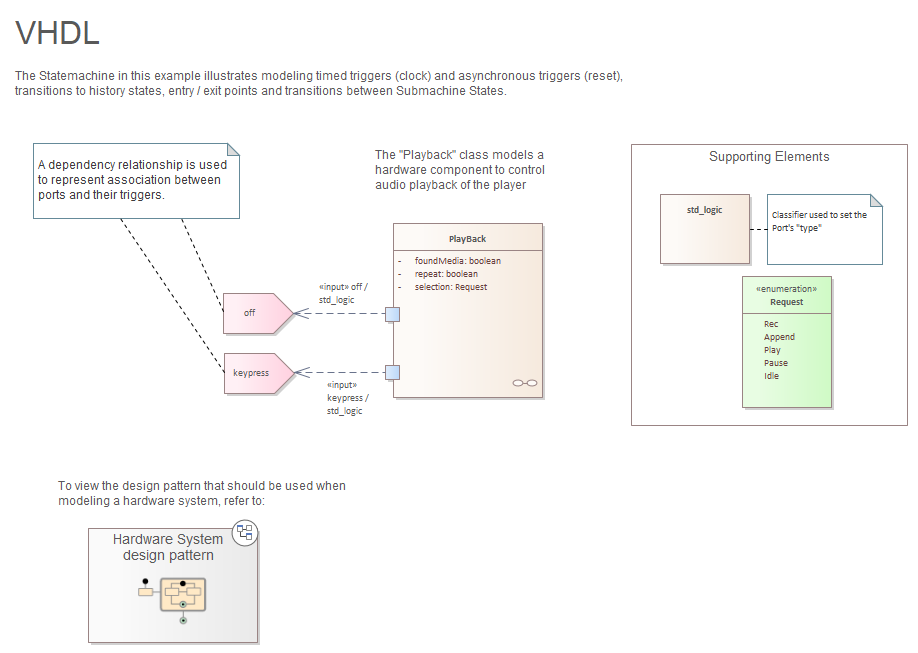 VHDL
The Statemachine in this example illustrates modeling timed triggers (clock) and asynchronous triggers (reset),
transitions to history states, entry / exit points and transitions between Submachine States.
A dependency relationship is used
to represent association between
ports and their triggers.
The "Playback" class models a
hardware component to control
audio playback of the player
PlayBack
- foundMedia: boolean
- repeat: boolean
- selection: Request
off
«input» off /
std_logic
keypress
«input»
keypress /
std_logic
Supporting Elements
std_logic
Classifier used to set the
Port's "type"
«enumeration»
Request
Rec
Append
Play
Pause
Idle
To view the design pattern that should be used when
modeling a hardware system, refer to:
Hardware System
design pattern